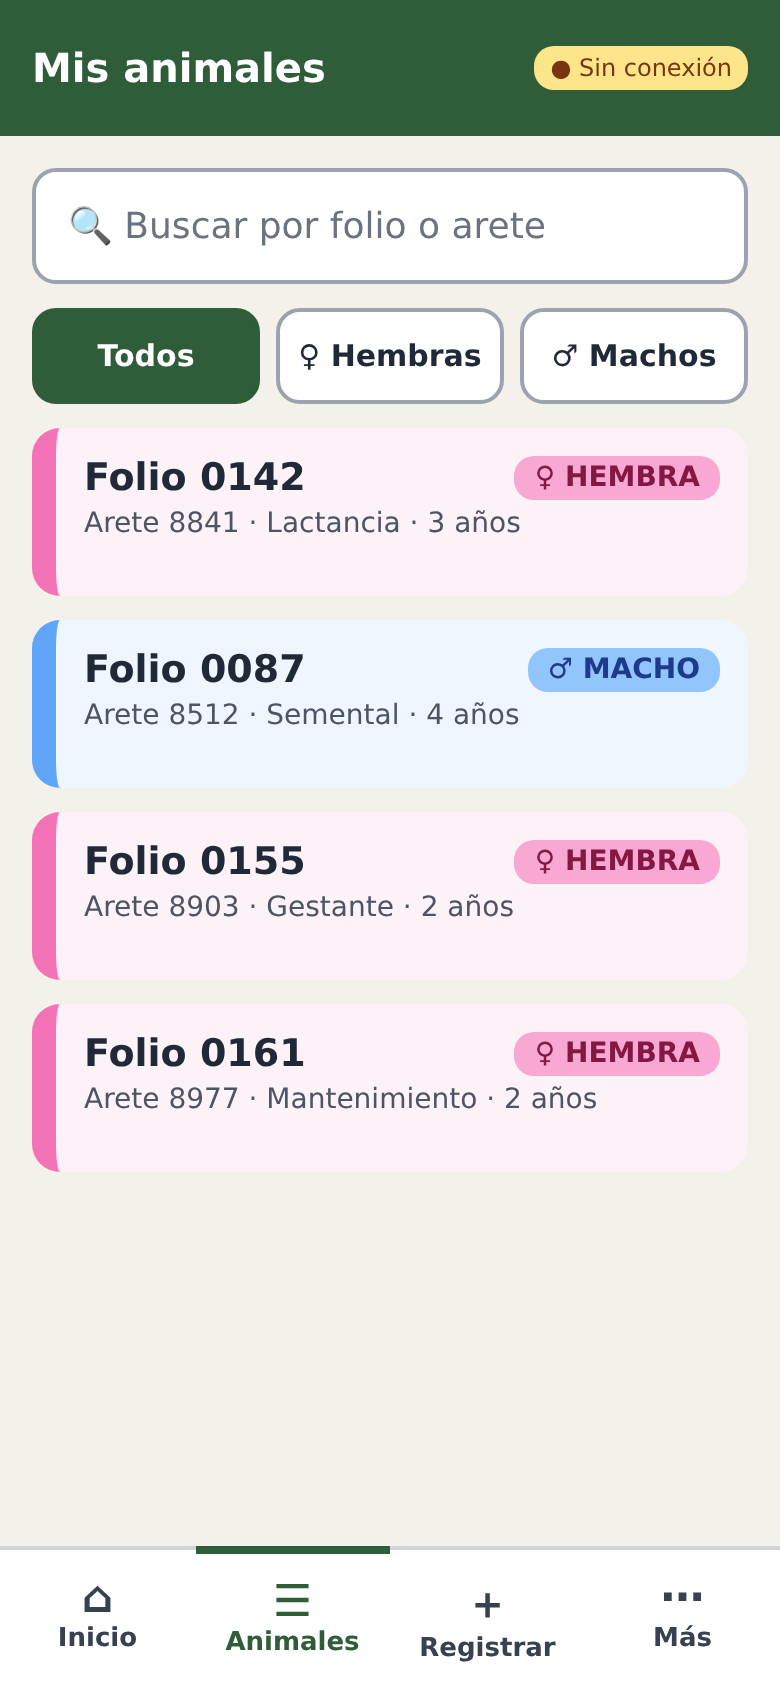 Mis animales
● Sin conexión
🔍 Buscar por folio o arete
Todos
♀ Hembras
♂ Machos
Folio 0142
♀ HEMBRA
Arete 8841 · Lactancia · 3 años
Folio 0087
♂ MACHO
Arete 8512 · Semental · 4 años
Folio 0155
♀ HEMBRA
Arete 8903 · Gestante · 2 años
Folio 0161
♀ HEMBRA
Arete 8977 · Mantenimiento · 2 años
Inicio
Animales
Registrar
Más